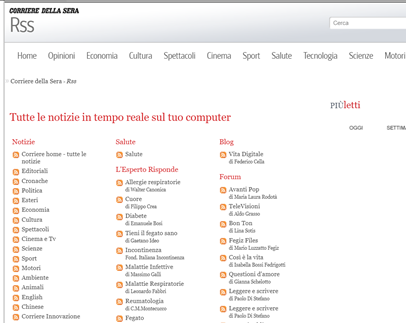 CORRIERE DELLA SERA
Rss
Cerca
Home Opinioni Economia Cultura Spettacoli Cinema Sport Salute Tecnologia Scienze Motori
Corriere della Sera - Rss
PIÙletti
Tutte le notizie in tempo reale sul tuo computer
OGGI SETTIM
Notizie
Corriere home - tutte le
notizie
Editoriali
Cronache
Politica
Esteri
Economia
Cultura
Spettacoli
Cinema e Tv
Scienze
Sport
Motori
Ambiente
Animali
English
Chinese
Corriere Innovazione
Salute
Salute
L'Esperto Risponde
Allergie respiratorie
di Walter Canonica
Cuore
di Filippo Crea
Diabete
di Emanuele Bosi
Tieni il fegato sano
di Gaetano Ideo
Incontinenza
Fond. Italiana Incontinenza
Malattie Infettive
di Massimo Galli
Malattie Respiratorie
di Leonardo Fabbri
Reumatologia
di C.M.Montecucco
Fegato
Blog
Vita Digitale
di Federico Cella
Forum
Avanti Pop
di Maria Laura Rodotà
TeleVisioni
di Aldo Grasso
Bon Ton
di Lina Sotis
Fegiz Files
di Mario Luzzatto Fegiz
Così è la vita
di Isabella Bossi Fedrigotti
Questioni d'amore
di Gianna Schelotto
Leggere e scrivere
di Paolo Di Stefano
Leggere e scrivere
di Paolo Di Stefano